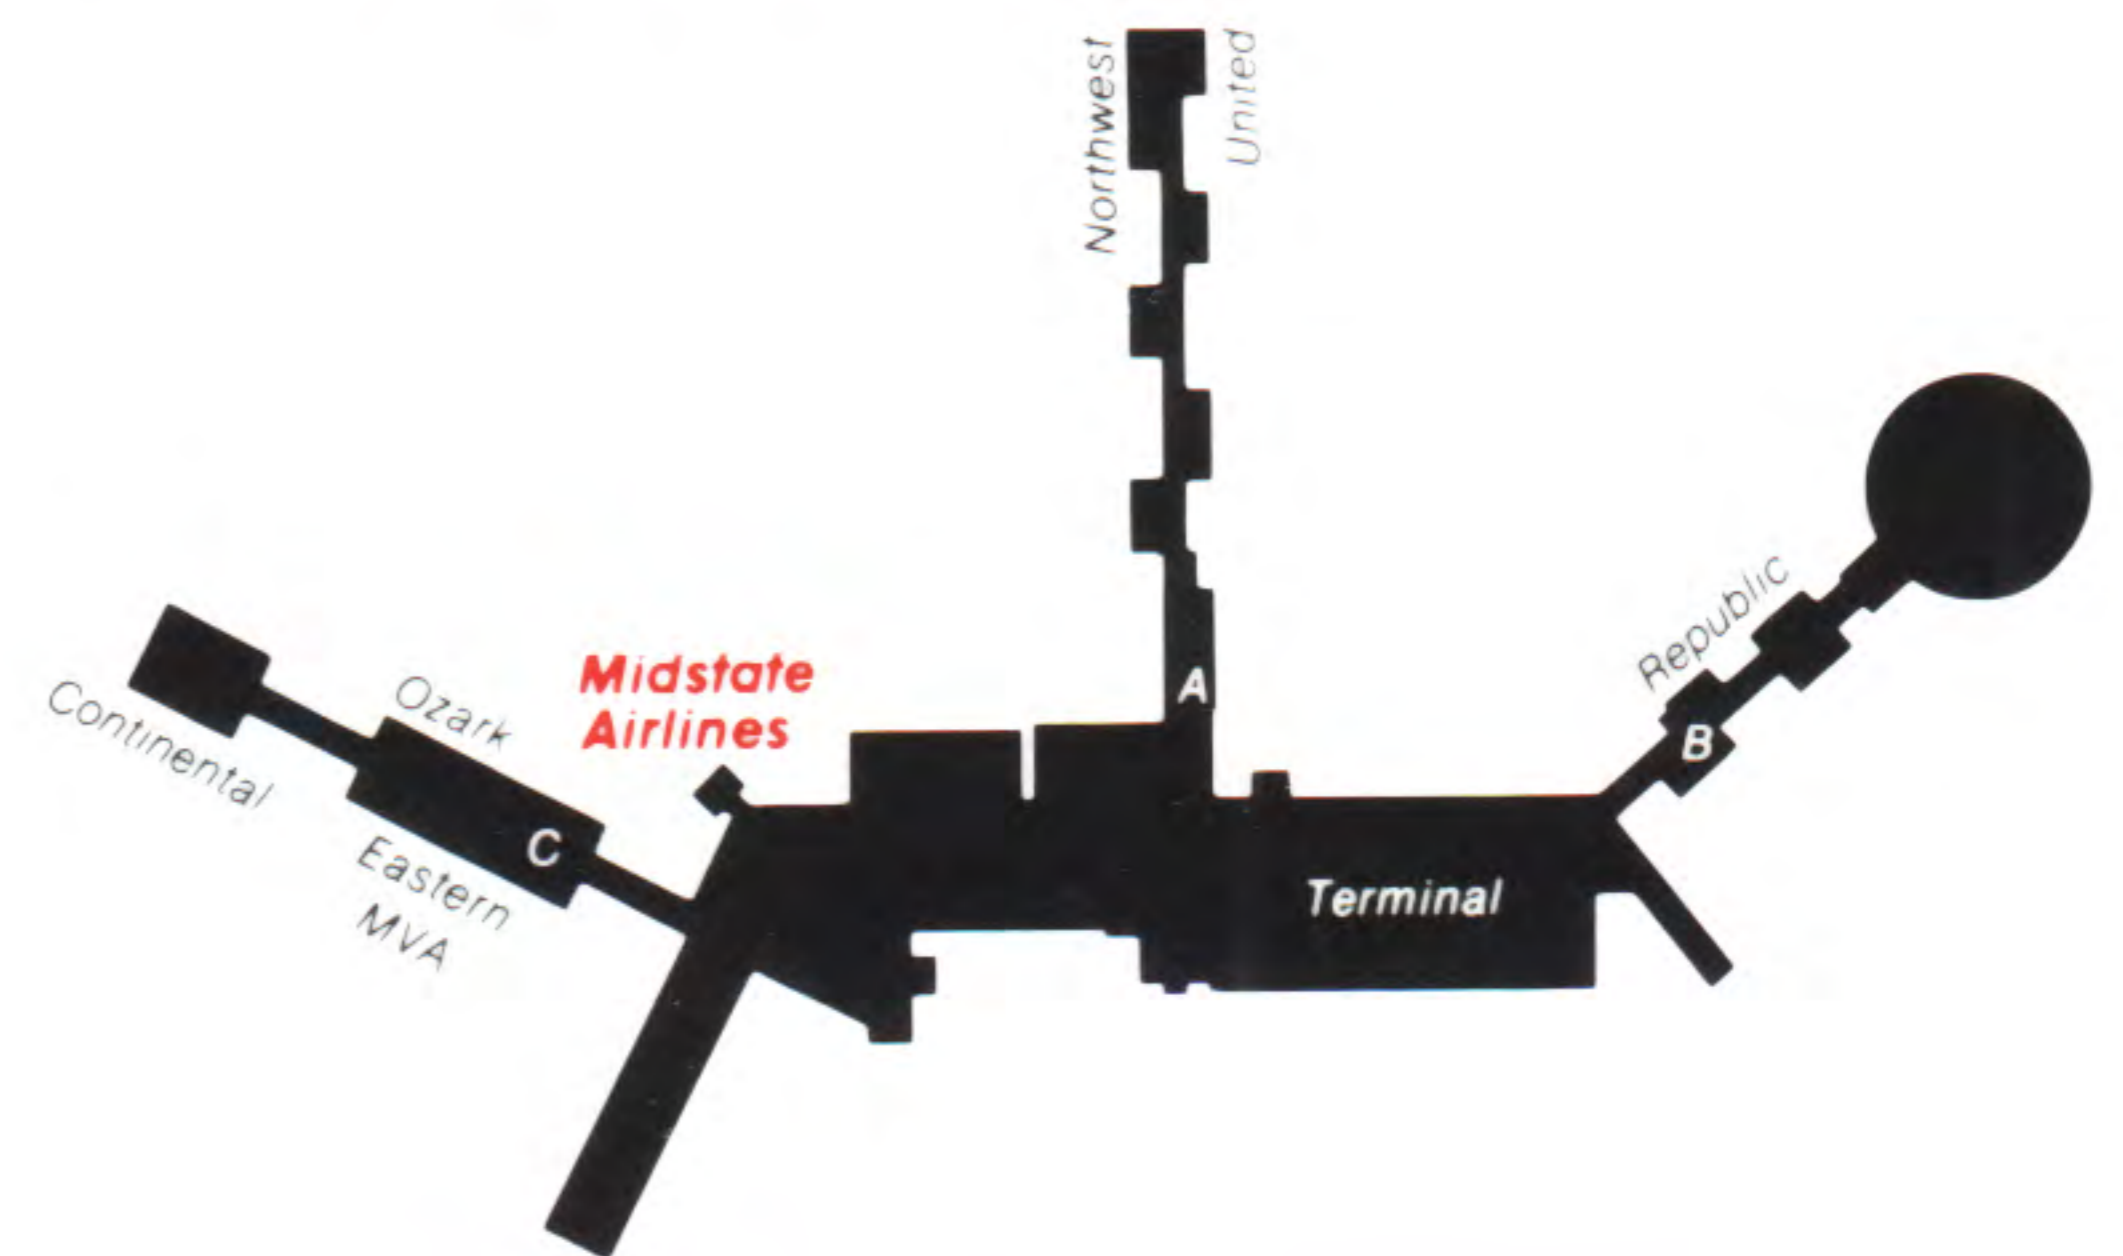 Northwest
United
Republic
Midstate
Airlines
Ozark
Continental
A
B
C
Eastern
MVA
Terminal